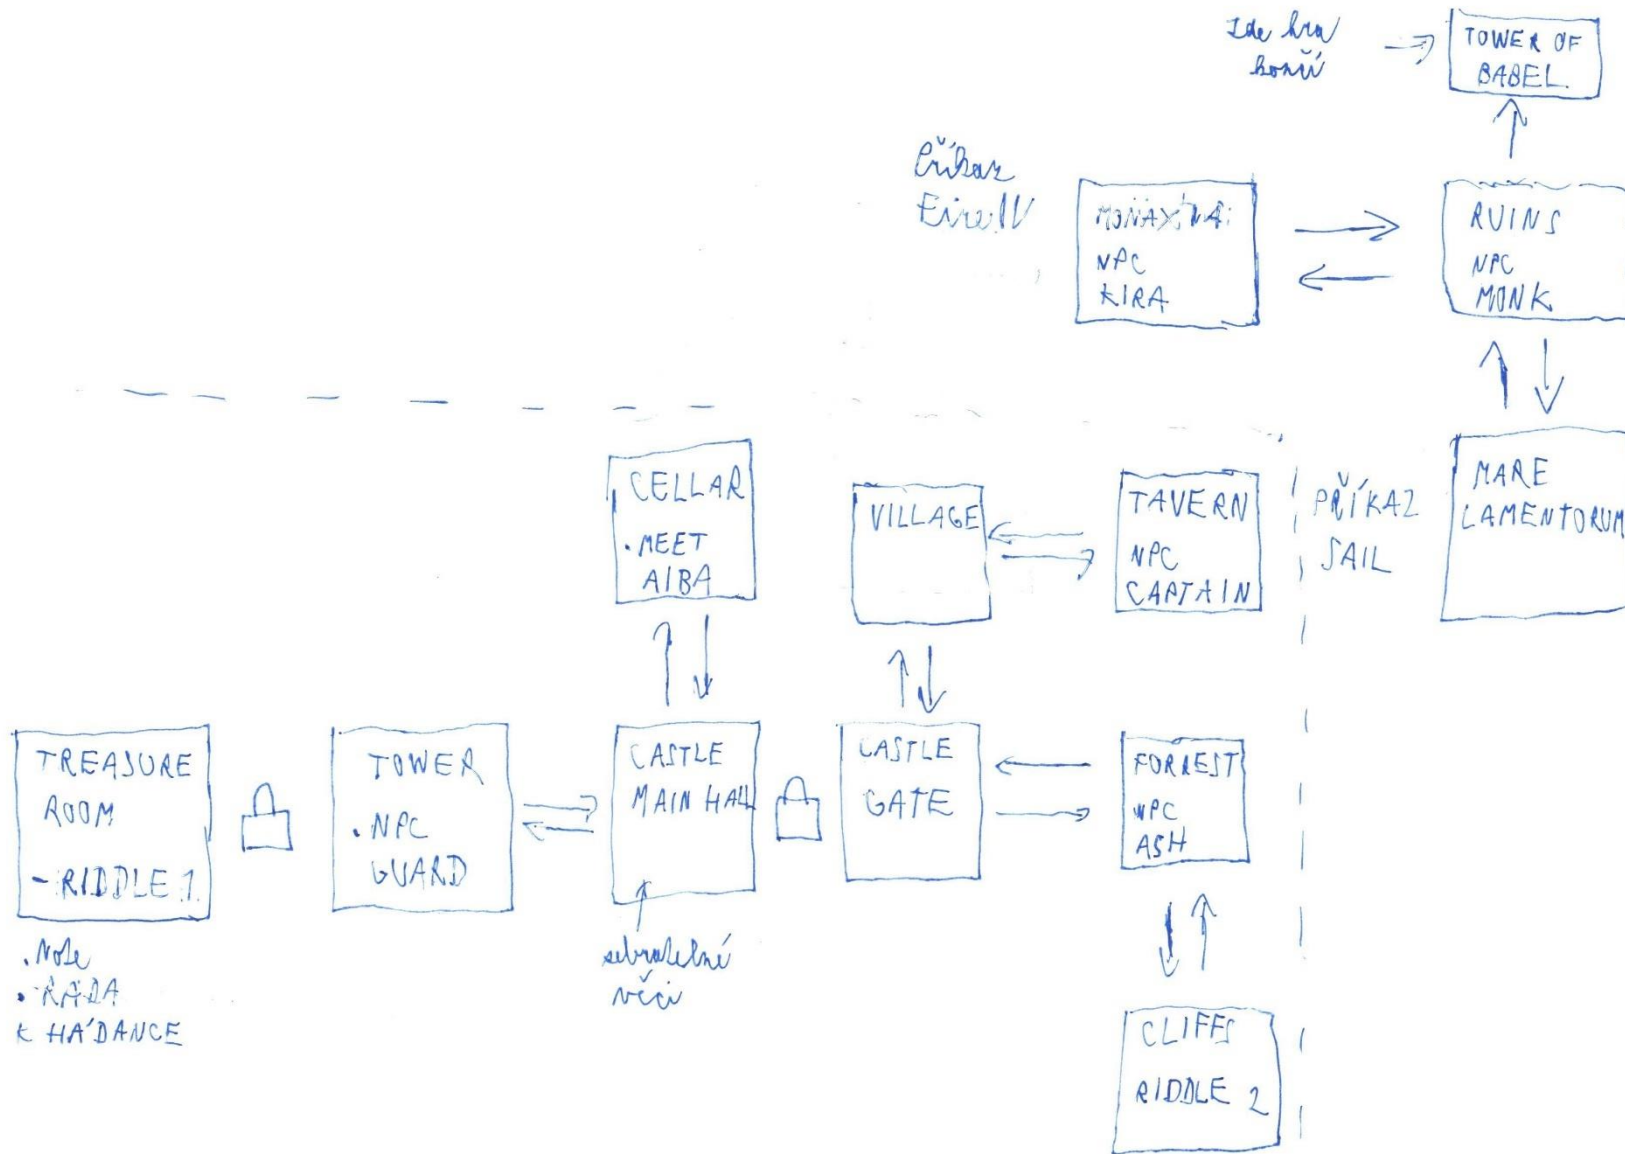 Zde hra
končí
TOWER OF
BABEL
Příkaz
NPC
KIRA
RUINS
NPC
MONK
CELLAR
• MEET
AIBA
VILLAGE
TAVERN
NPC
CAPTAIN
PŘÍKAZ
SAIL
MARE
LAMENTORUM
TREASURE
ROOM
- RIDDLE 1.
TOWER
• NPC
GUARD
CASTLE
MAIN HALL
CASTLE
GATE
FORREST
NPC
ASH
• Note
• RADA
K HÁDANCE
sebratelné
věci
CLIFFS
RIDDLE 2